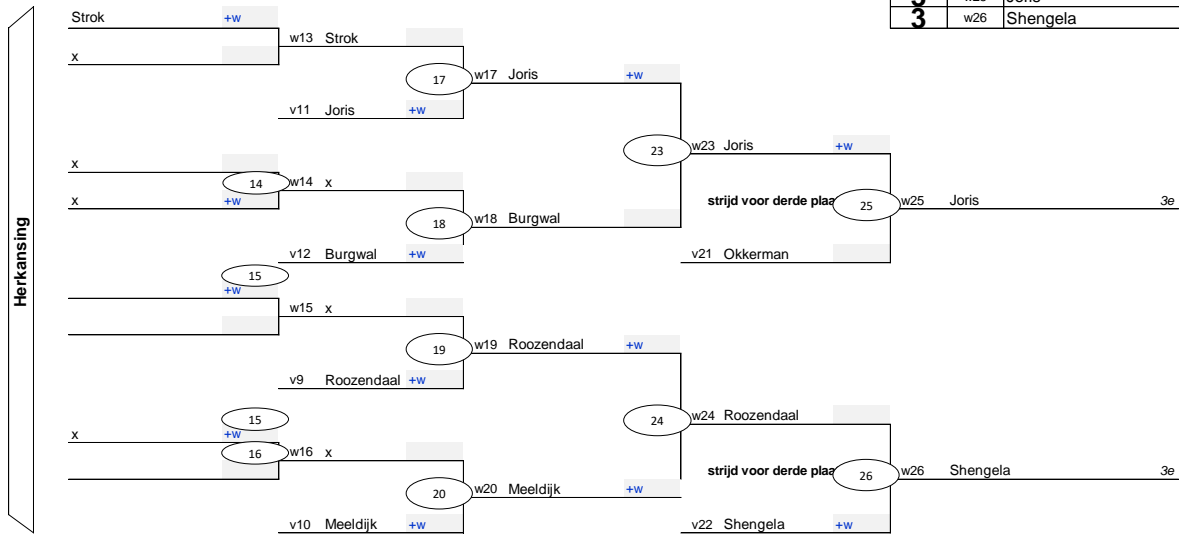 Strok +w
w13 Strok
x
17 w17 Joris +w
v11 Joris +w
3 w26 Shengela
x
14 w14 x
x +w
18 w18 Burgwal
v12 Burgwal +w
23 w23 Joris +w
strijd voor derde plaa
25 w25 Joris 3e
v21 Okkerman
Herkansing
15
+w
w15 x
19 w19 Roozendaal +w
v9 Roozendaal +w
15
x +w
16 w16 x
20 w20 Meeldijk +w
v10 Meeldijk +w
24 w24 Roozendaal
strijd voor derde plaa
26 w26 Shengela 3e
v22 Shengela +w